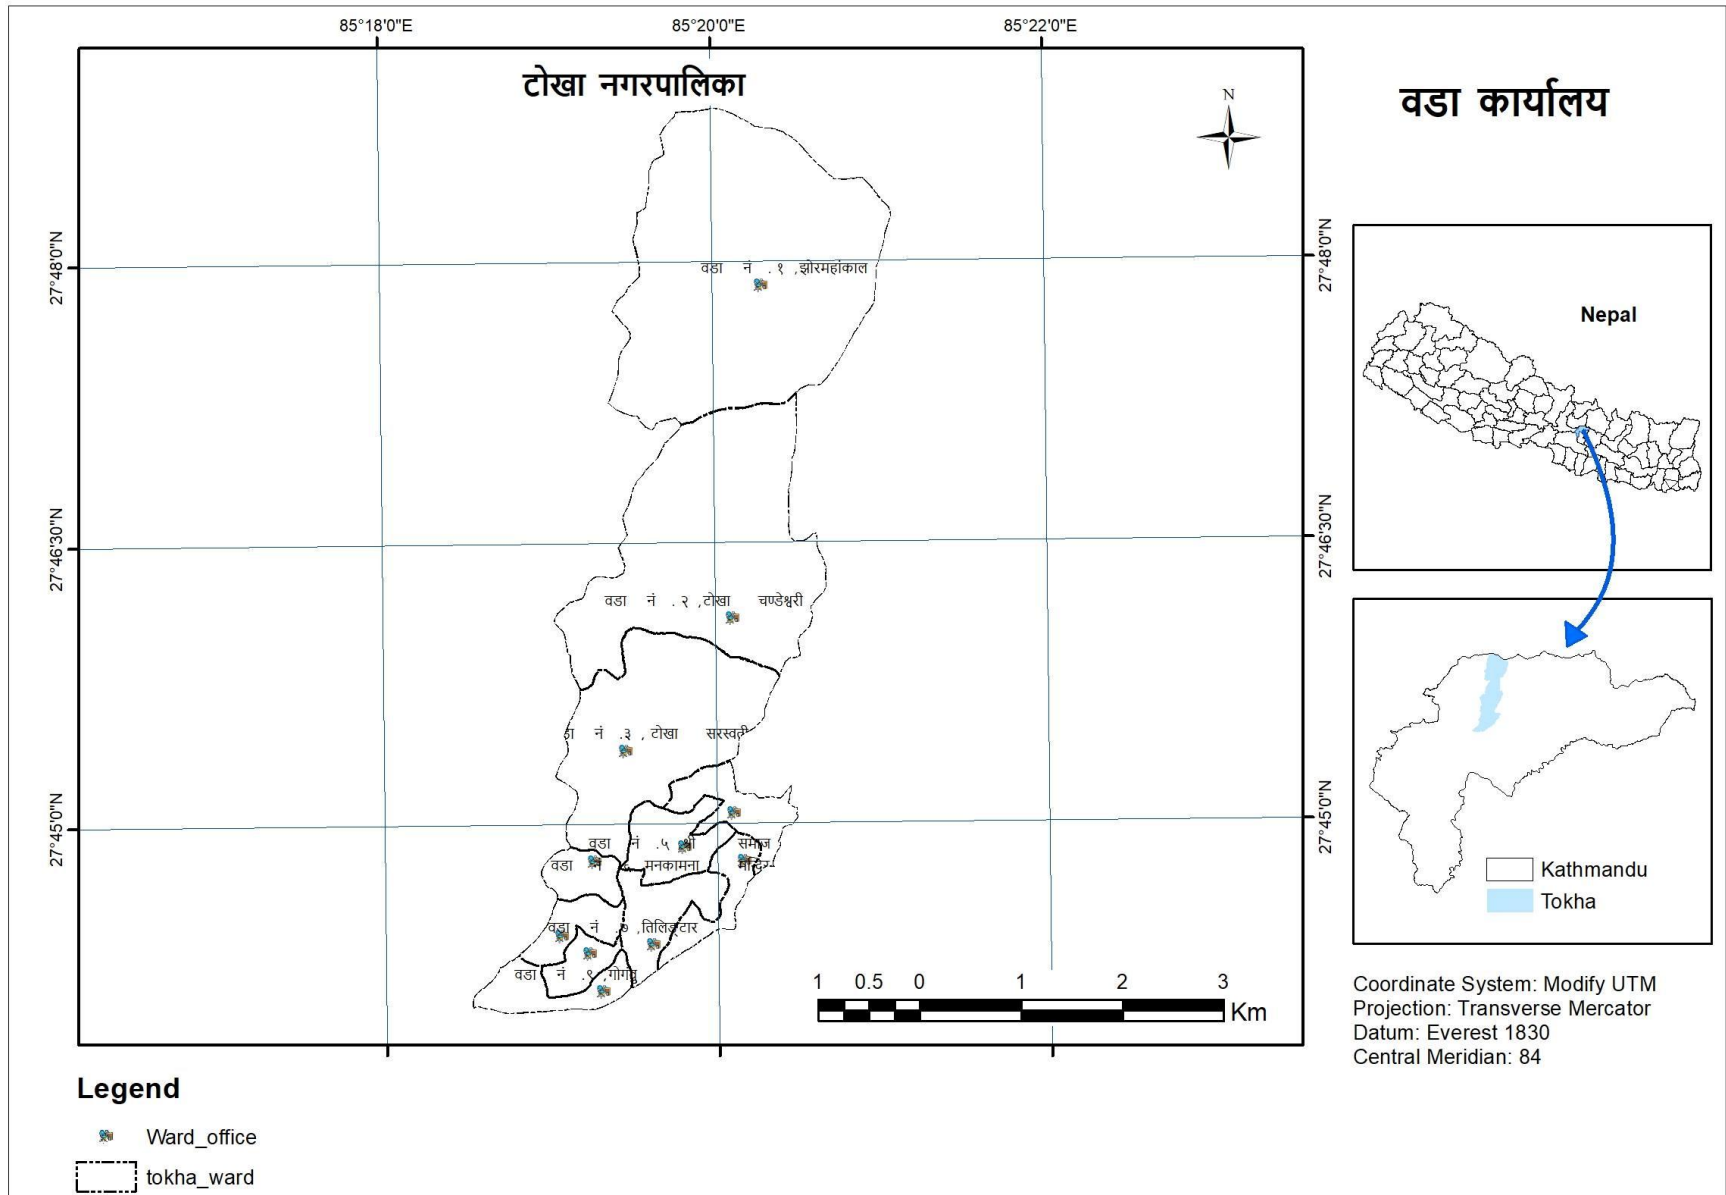 85°18'0"E 85°20'0"E 85°22'0"E
टोखा नगरपालिका
वडा कार्यालय
N
27°48'0"N
27°48'0"N
वडा नं . १ ,झोरमहांकाल
Nepal
27°46'30"N
27°46'30"N
वडा नं . २ ,टोखा चण्डेश्वरी
नं .३ , टोखा सरस्वती
27°45'0"N
27°45'0"N
वडा नं .५ श्री समाज
वडा मनकामना मन्दिर
Kathmandu
Tokha
वडा नं .७ ,तिलिङ्टार
वडा नं .९ ,गोंगबु
1 0.5 0 1 2 3
Km
Coordinate System: Modify UTM
Projection: Transverse Mercator
Datum: Everest 1830
Central Meridian: 84
Legend
Ward_office
tokha_ward